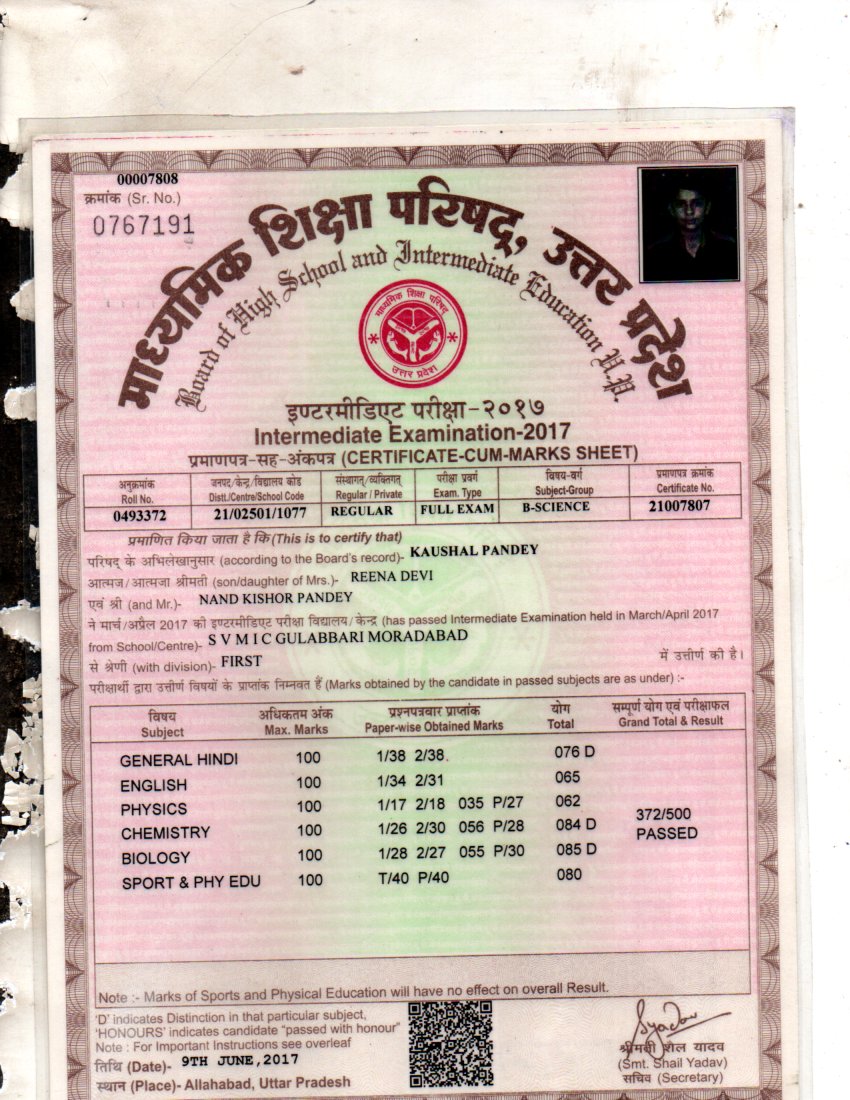 00007808
क्रमांक (Sr. No.)
0767191
माध्यमिक शिक्षा परिषद्, उत्तर प्रदेश
Board of High School and Intermediate Education U.P.
माध्यमिक शिक्षा परिषद
उत्तर प्रदेश
इण्टरमीडिएट परीक्षा-२०१७
Intermediate Examination-2017
प्रमाणपत्र-सह-अंकपत्र (CERTIFICATE-CUM-MARKS SHEET)
अनुक्रमांक जनपद/केन्द्र/विद्यालय कोड संस्थागत्/व्यक्तिगत् परीक्षा प्रवर्ग विषय-वर्ग प्रमाणपत्र क्रमांक
Roll No. Distt./Centre/School Code Regular / Private Exam. Type Subject-Group Certificate No.
0493372 21/02501/1077 REGULAR FULL EXAM B-SCIENCE 21007807
प्रमाणित किया जाता है कि (This is to certify that)
परिषद् के अभिलेखानुसार (according to the Board's record)- KAUSHAL PANDEY
आत्मज/आत्मजा श्रीमती (son/daughter of Mrs.)- REENA DEVI
एवं श्री (and Mr.)- NAND KISHOR PANDEY
ने मार्च/अप्रैल 2017 को इण्टरमीडिएट परीक्षा विद्यालय/केन्द्र (has passed Intermediate Examination held in March/April 2017
from School/Centre)- S V M I C GULABBARI MORADABAD
से श्रेणी (with division)- FIRST में उत्तीर्ण की है।
परीक्षार्थी द्वारा उत्तीर्ण विषयों के प्राप्तांक निम्नवत हैं (Marks obtained by the candidate in passed subjects are as under) :-
विषय अधिकतम अंक प्रश्नपत्रवार प्राप्तांक योग सम्पूर्ण योग एवं परीक्षाफल
Subject Max. Marks Paper-wise Obtained Marks Total Grand Total & Result
GENERAL HINDI 100 1/38 2/38 076 D
ENGLISH 100 1/34 2/31 065
PHYSICS 100 1/17 2/18 035 P/27 062
372/500
CHEMISTRY 100 1/26 2/30 056 P/28 084 D
PASSED
BIOLOGY 100 1/28 2/27 055 P/30 085 D
SPORT & PHY EDU 100 T/40 P/40 080
Note :- Marks of Sports and Physical Education will have no effect on overall Result.
'D' indicates Distinction in that particular subject,
'HONOURS' indicates candidate "passed with honour"
Note : For Important Instructions see overleaf
तिथि (Date)- 9TH JUNE,2017
स्थान (Place)- Allahabad, Uttar Pradesh
Syadav
श्रीमती शैल यादव
(Smt. Shail Yadav)
सचिव (Secretary)